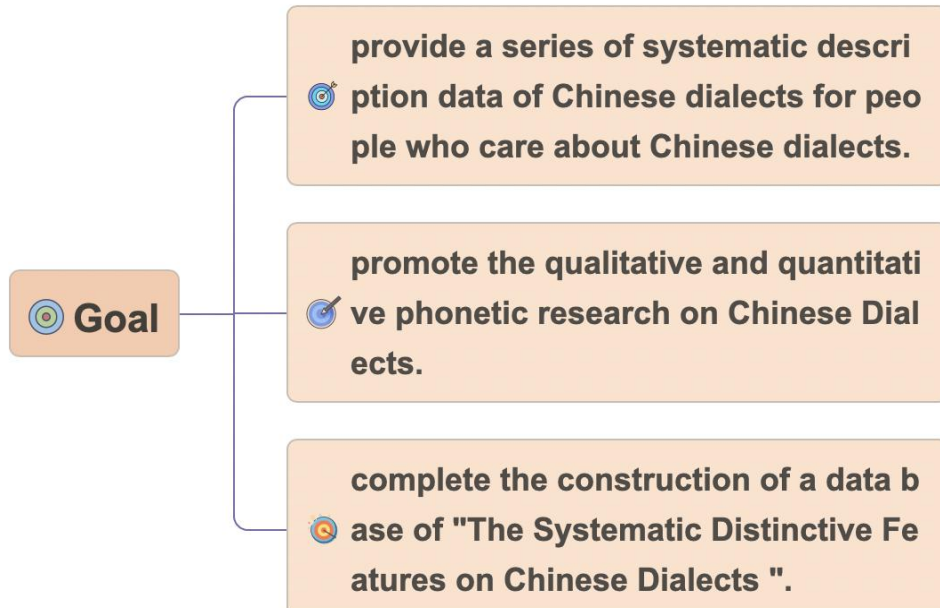 provide a series of systematic descri
ption data of Chinese dialects for peo
ple who care about Chinese dialects.
Goal
promote the qualitative and quantitati
ve phonetic research on Chinese Dial
ects.
complete the construction of a data b
ase of "The Systematic Distinctive Fe
atures on Chinese Dialects ".